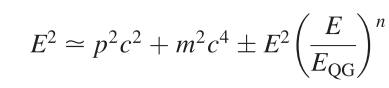 E² ≃ p²c² + m²c⁴ ± E² (E / E_QG)ⁿ